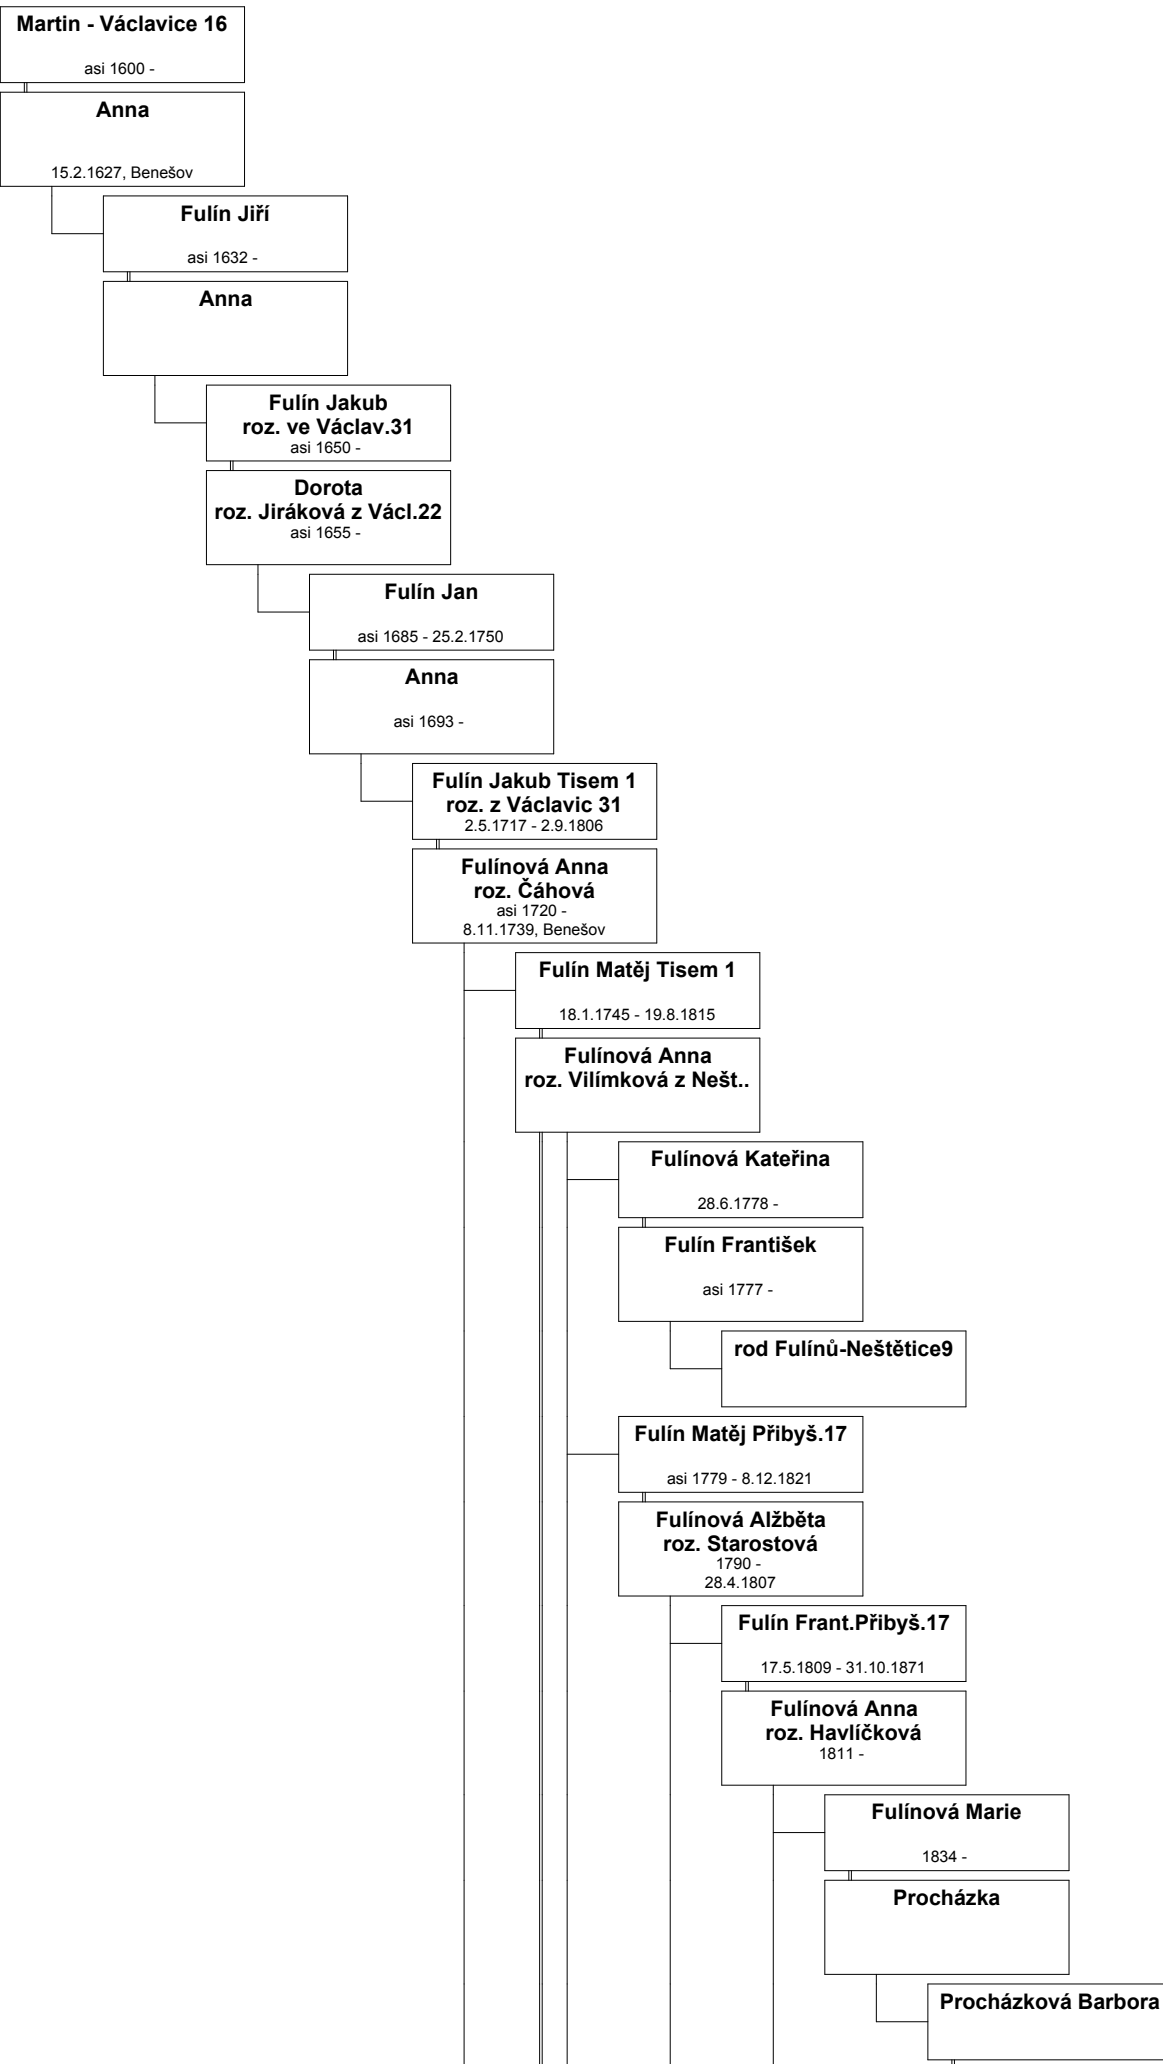 Martin - Václavice 16
asi 1600 -
Anna
15.2.1627, Benešov
Fulín Jiří
asi 1632 -
Anna
Fulín Jakub
roz. ve Václav.31
asi 1650 -
Dorota
roz. Jiráková z Václ.22
asi 1655 -
Fulín Jan
asi 1685 - 25.2.1750
Anna
asi 1693 -
Fulín Jakub Tisem 1
roz. z Václavic 31
2.5.1717 - 2.9.1806
Fulínová Anna
roz. Čáhová
asi 1720 -
8.11.1739, Benešov
Fulín Matěj Tisem 1
18.1.1745 - 19.8.1815
Fulínová Anna
roz. Vilímková z Nešt..
Fulínová Kateřina
28.6.1778 -
Fulín František
asi 1777 -
rod Fulínů-Neštětice9
Fulín Matěj Přibyš.17
asi 1779 - 8.12.1821
Fulínová Alžběta
roz. Starostová
1790 -
28.4.1807
Fulín Frant.Přibyš.17
17.5.1809 - 31.10.1871
Fulínová Anna
roz. Havlíčková
1811 -
Fulínová Marie
1834 -
Procházka
Procházková Barbora